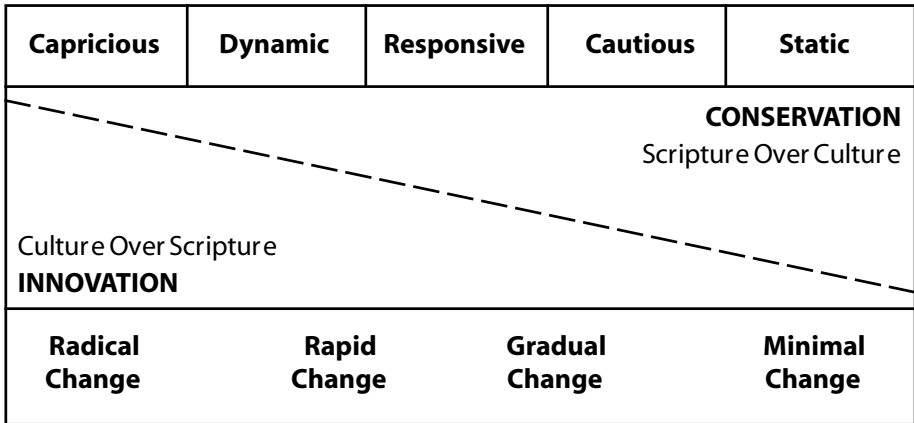 Capricious Dynamic Responsive Cautious Static
CONSERVATION
Scripture Over Culture
Culture Over Scripture
INNOVATION
Radical Rapid Gradual Minimal
Change Change Change Change